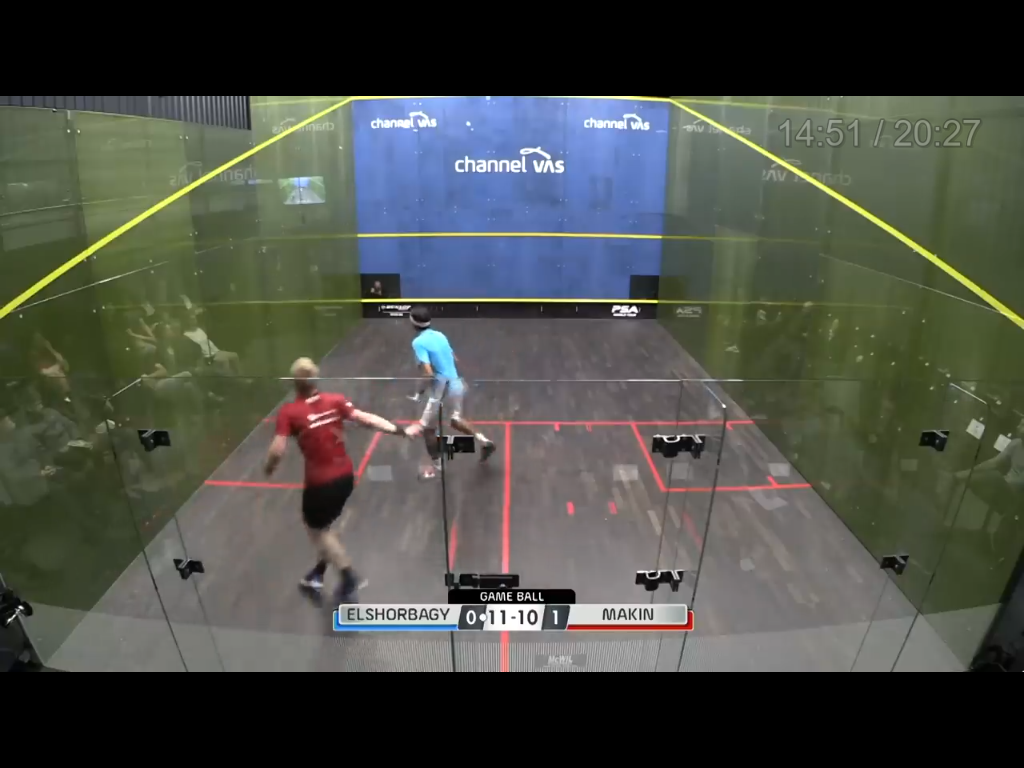 channel VAS
channel VAS
14:51 / 20:27
channel VAS
PSA
GAME BALL
ELSHORBAGY 0 11-10 1 MAKIN